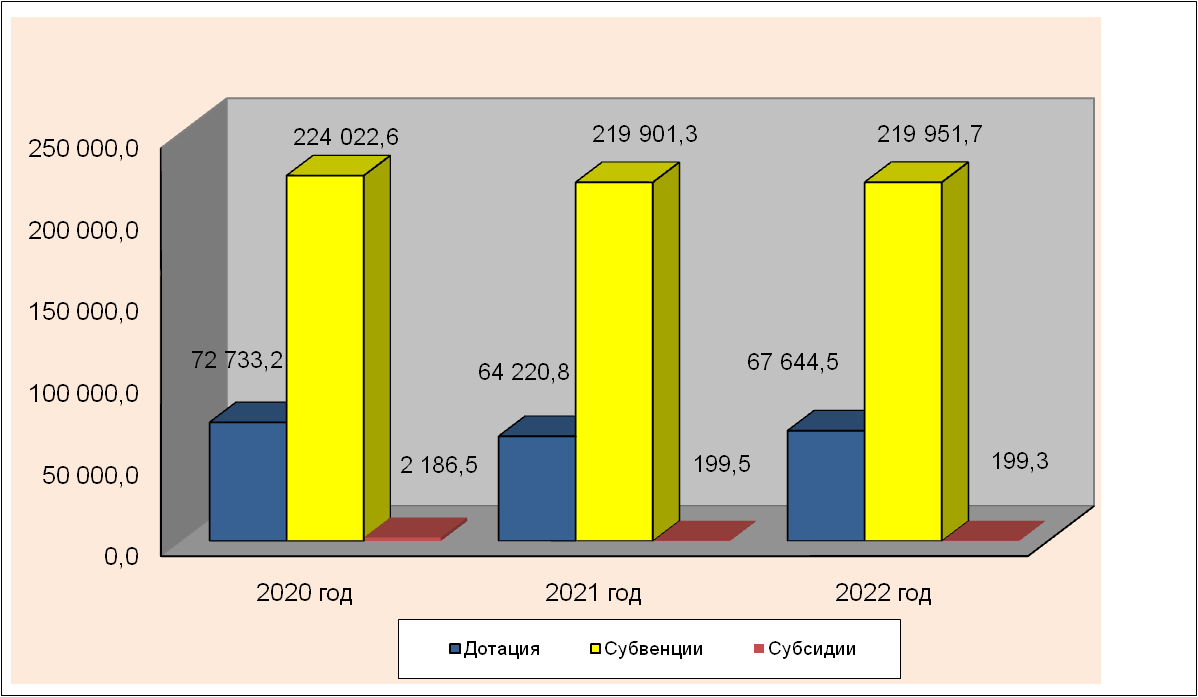 250 000,0
200 000,0
150 000,0
100 000,0
50 000,0
0,0
224 022,6
219 901,3
219 951,7
72 733,2
64 220,8
67 644,5
2 186,5
199,5
199,3
2020 год
2021 год
2022 год
Дотация
Субвенции
Субсидии